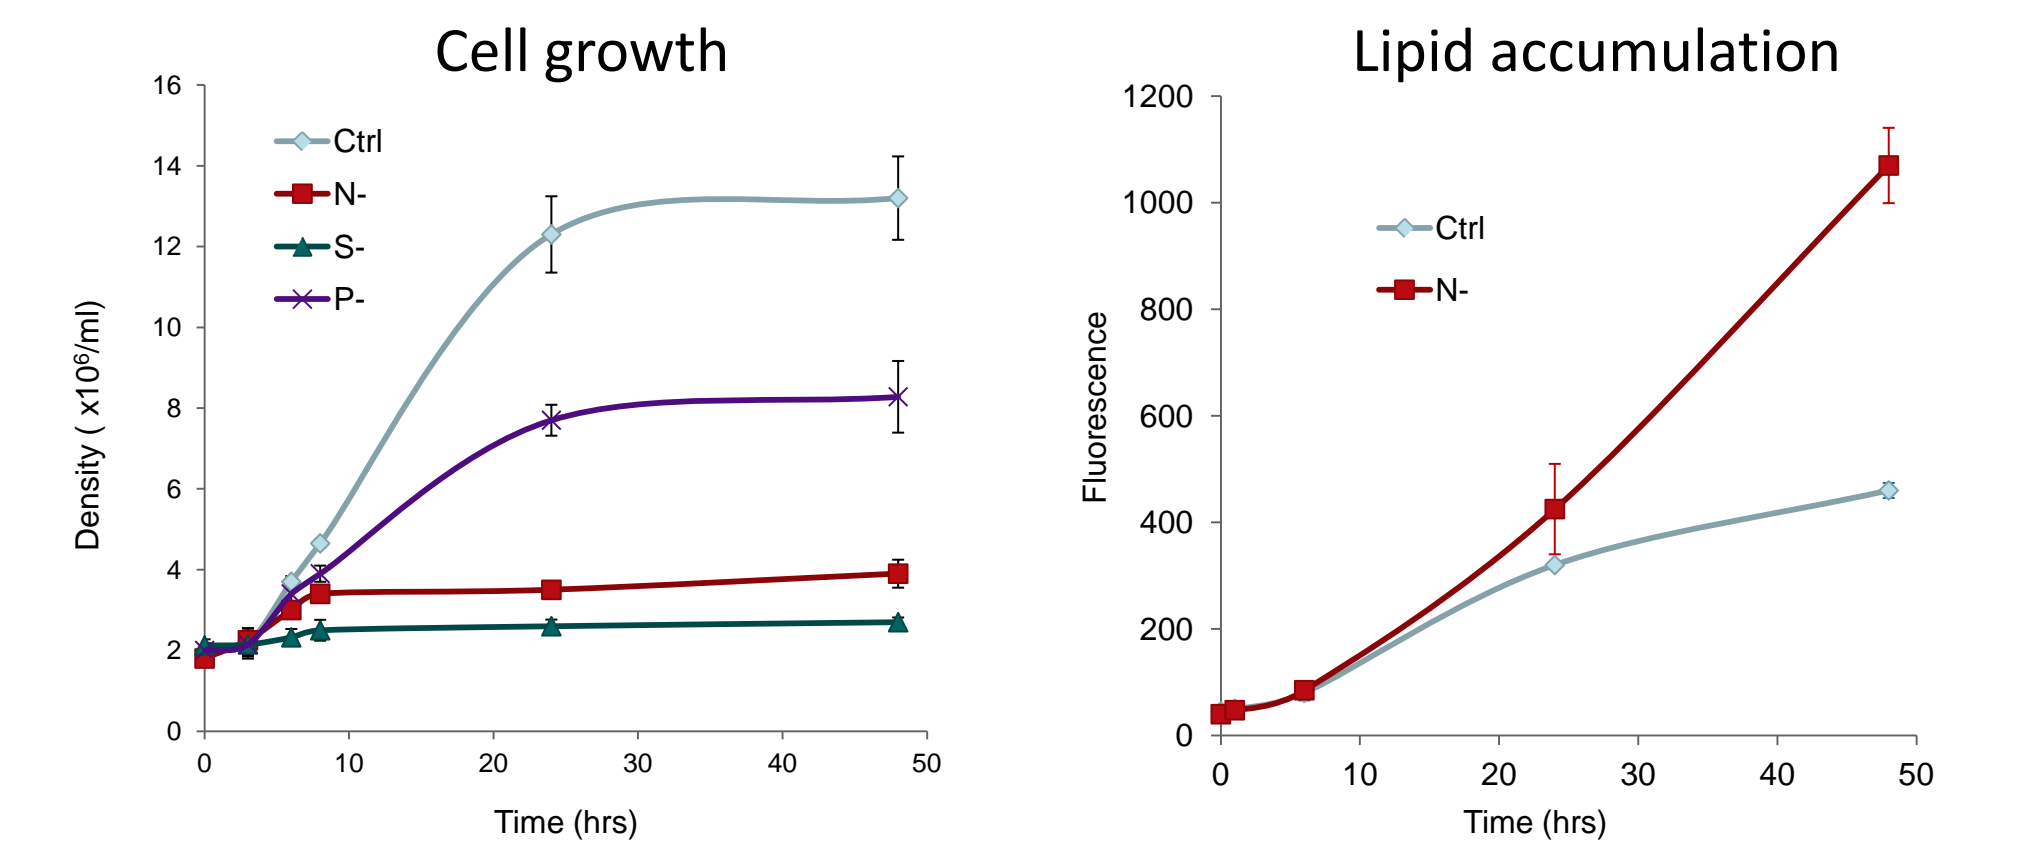 Cell growth
16
14
12
10
8
6
4
2
0
0 10 20 30 40 50
Density ( x10⁶/ml)
Time (hrs)
Ctrl
N-
S-
P-
Lipid accumulation
1200
1000
800
600
400
200
0
0 10 20 30 40 50
Fluorescence
Time (hrs)
Ctrl
N-